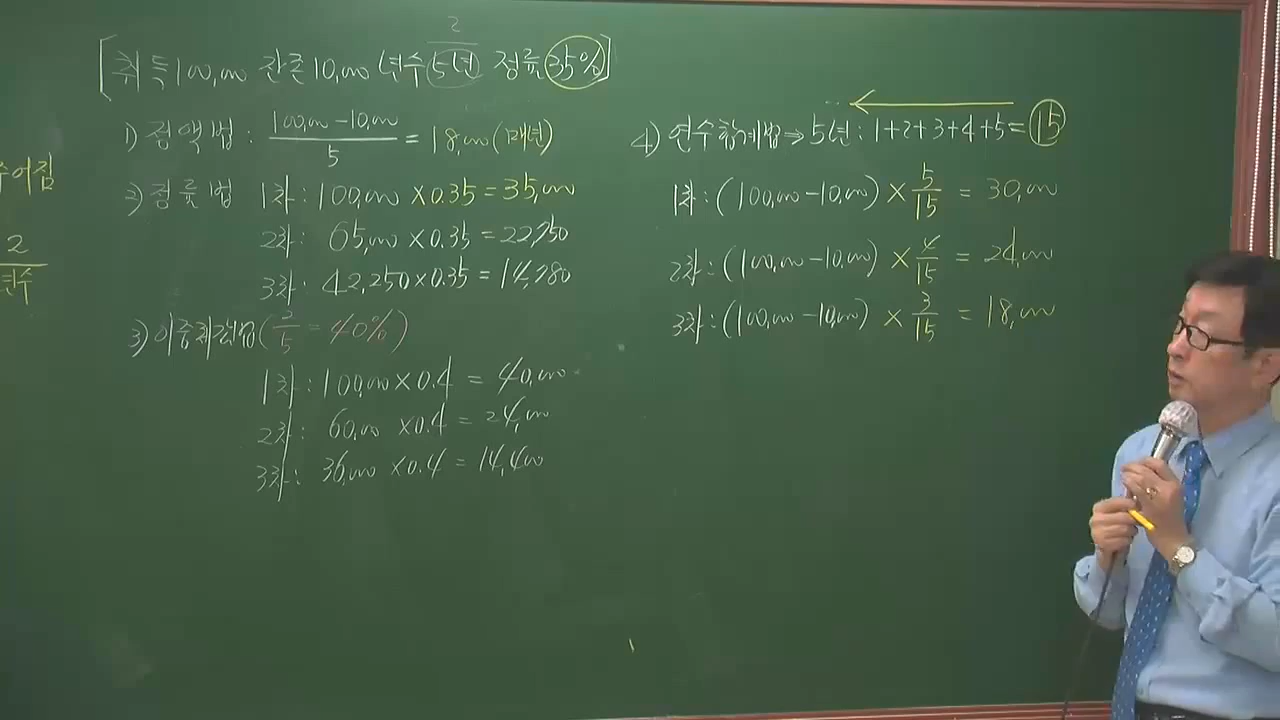 2
[취득100,000 잔존10,000 년수 5년 정률 35%]
1) 정액법 : 100,000-10,000 / 5 = 18,000 (매년)
2) 정률법 1차 : 100,000 × 0.35 = 35,000
2차 : 65,000 × 0.35 = 22,750
3차 : 42,250 × 0.35 = 14,780
3) 이중체감법 ( 2/5 = 40% )
1차 : 100,000 × 0.4 = 40,000
2차 : 60,000 × 0.4 = 24,000
3차 : 36,000 × 0.4 = 14,400
4) 연수합계법 ⇒ 5년 : 1+2+3+4+5 = 15
1차 : (100,000-10,000) × 5/15 = 30,000
2차 : (100,000-10,000) × 4/15 = 24,000
3차 : (100,000-10,000) × 3/15 = 18,000
2
년수